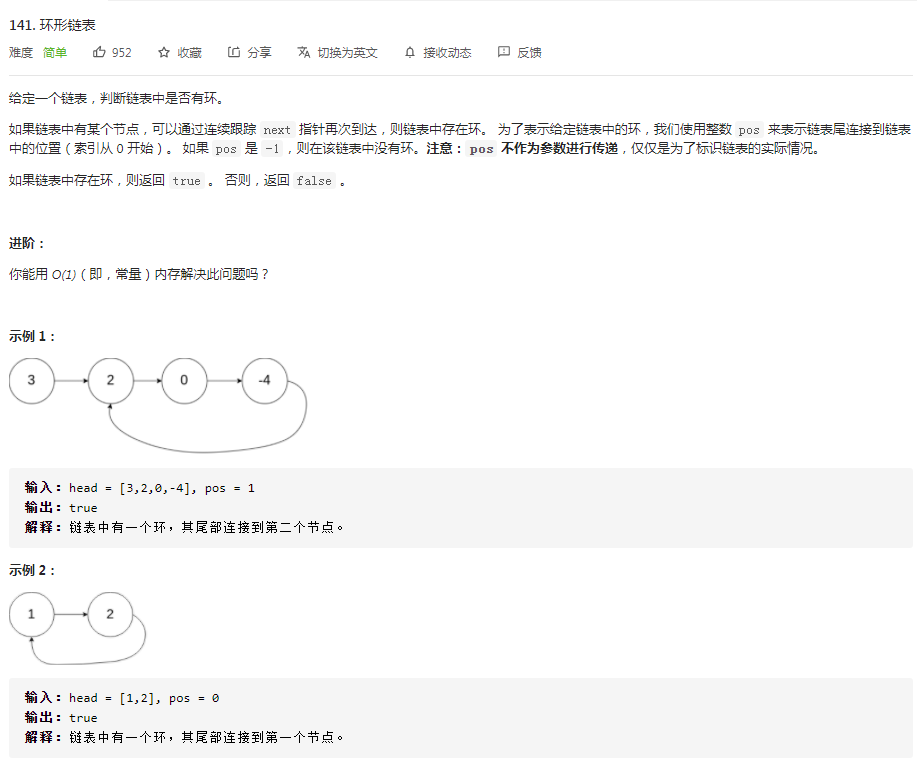 141. 环形链表
难度 简单 952 收藏 分享 切换为英文 接收动态 反馈
给定一个链表，判断链表中是否有环。
如果链表中有某个节点，可以通过连续跟踪 next 指针再次到达，则链表中存在环。 为了表示给定链表中的环，我们使用整数 pos 来表示链表尾连接到链表
中的位置（索引从 0 开始）。 如果 pos 是 -1，则在该链表中没有环。注意：pos 不作为参数进行传递，仅仅是为了标识链表的实际情况。
如果链表中存在环，则返回 true 。 否则，返回 false 。
进阶：
你能用 O(1)（即，常量）内存解决此问题吗？
示例 1：
3 2 0 -4
输入：head = [3,2,0,-4], pos = 1
输出：true
解释：链表中有一个环，其尾部连接到第二个节点。
示例 2：
1 2
输入：head = [1,2], pos = 0
输出：true
解释：链表中有一个环，其尾部连接到第一个节点。